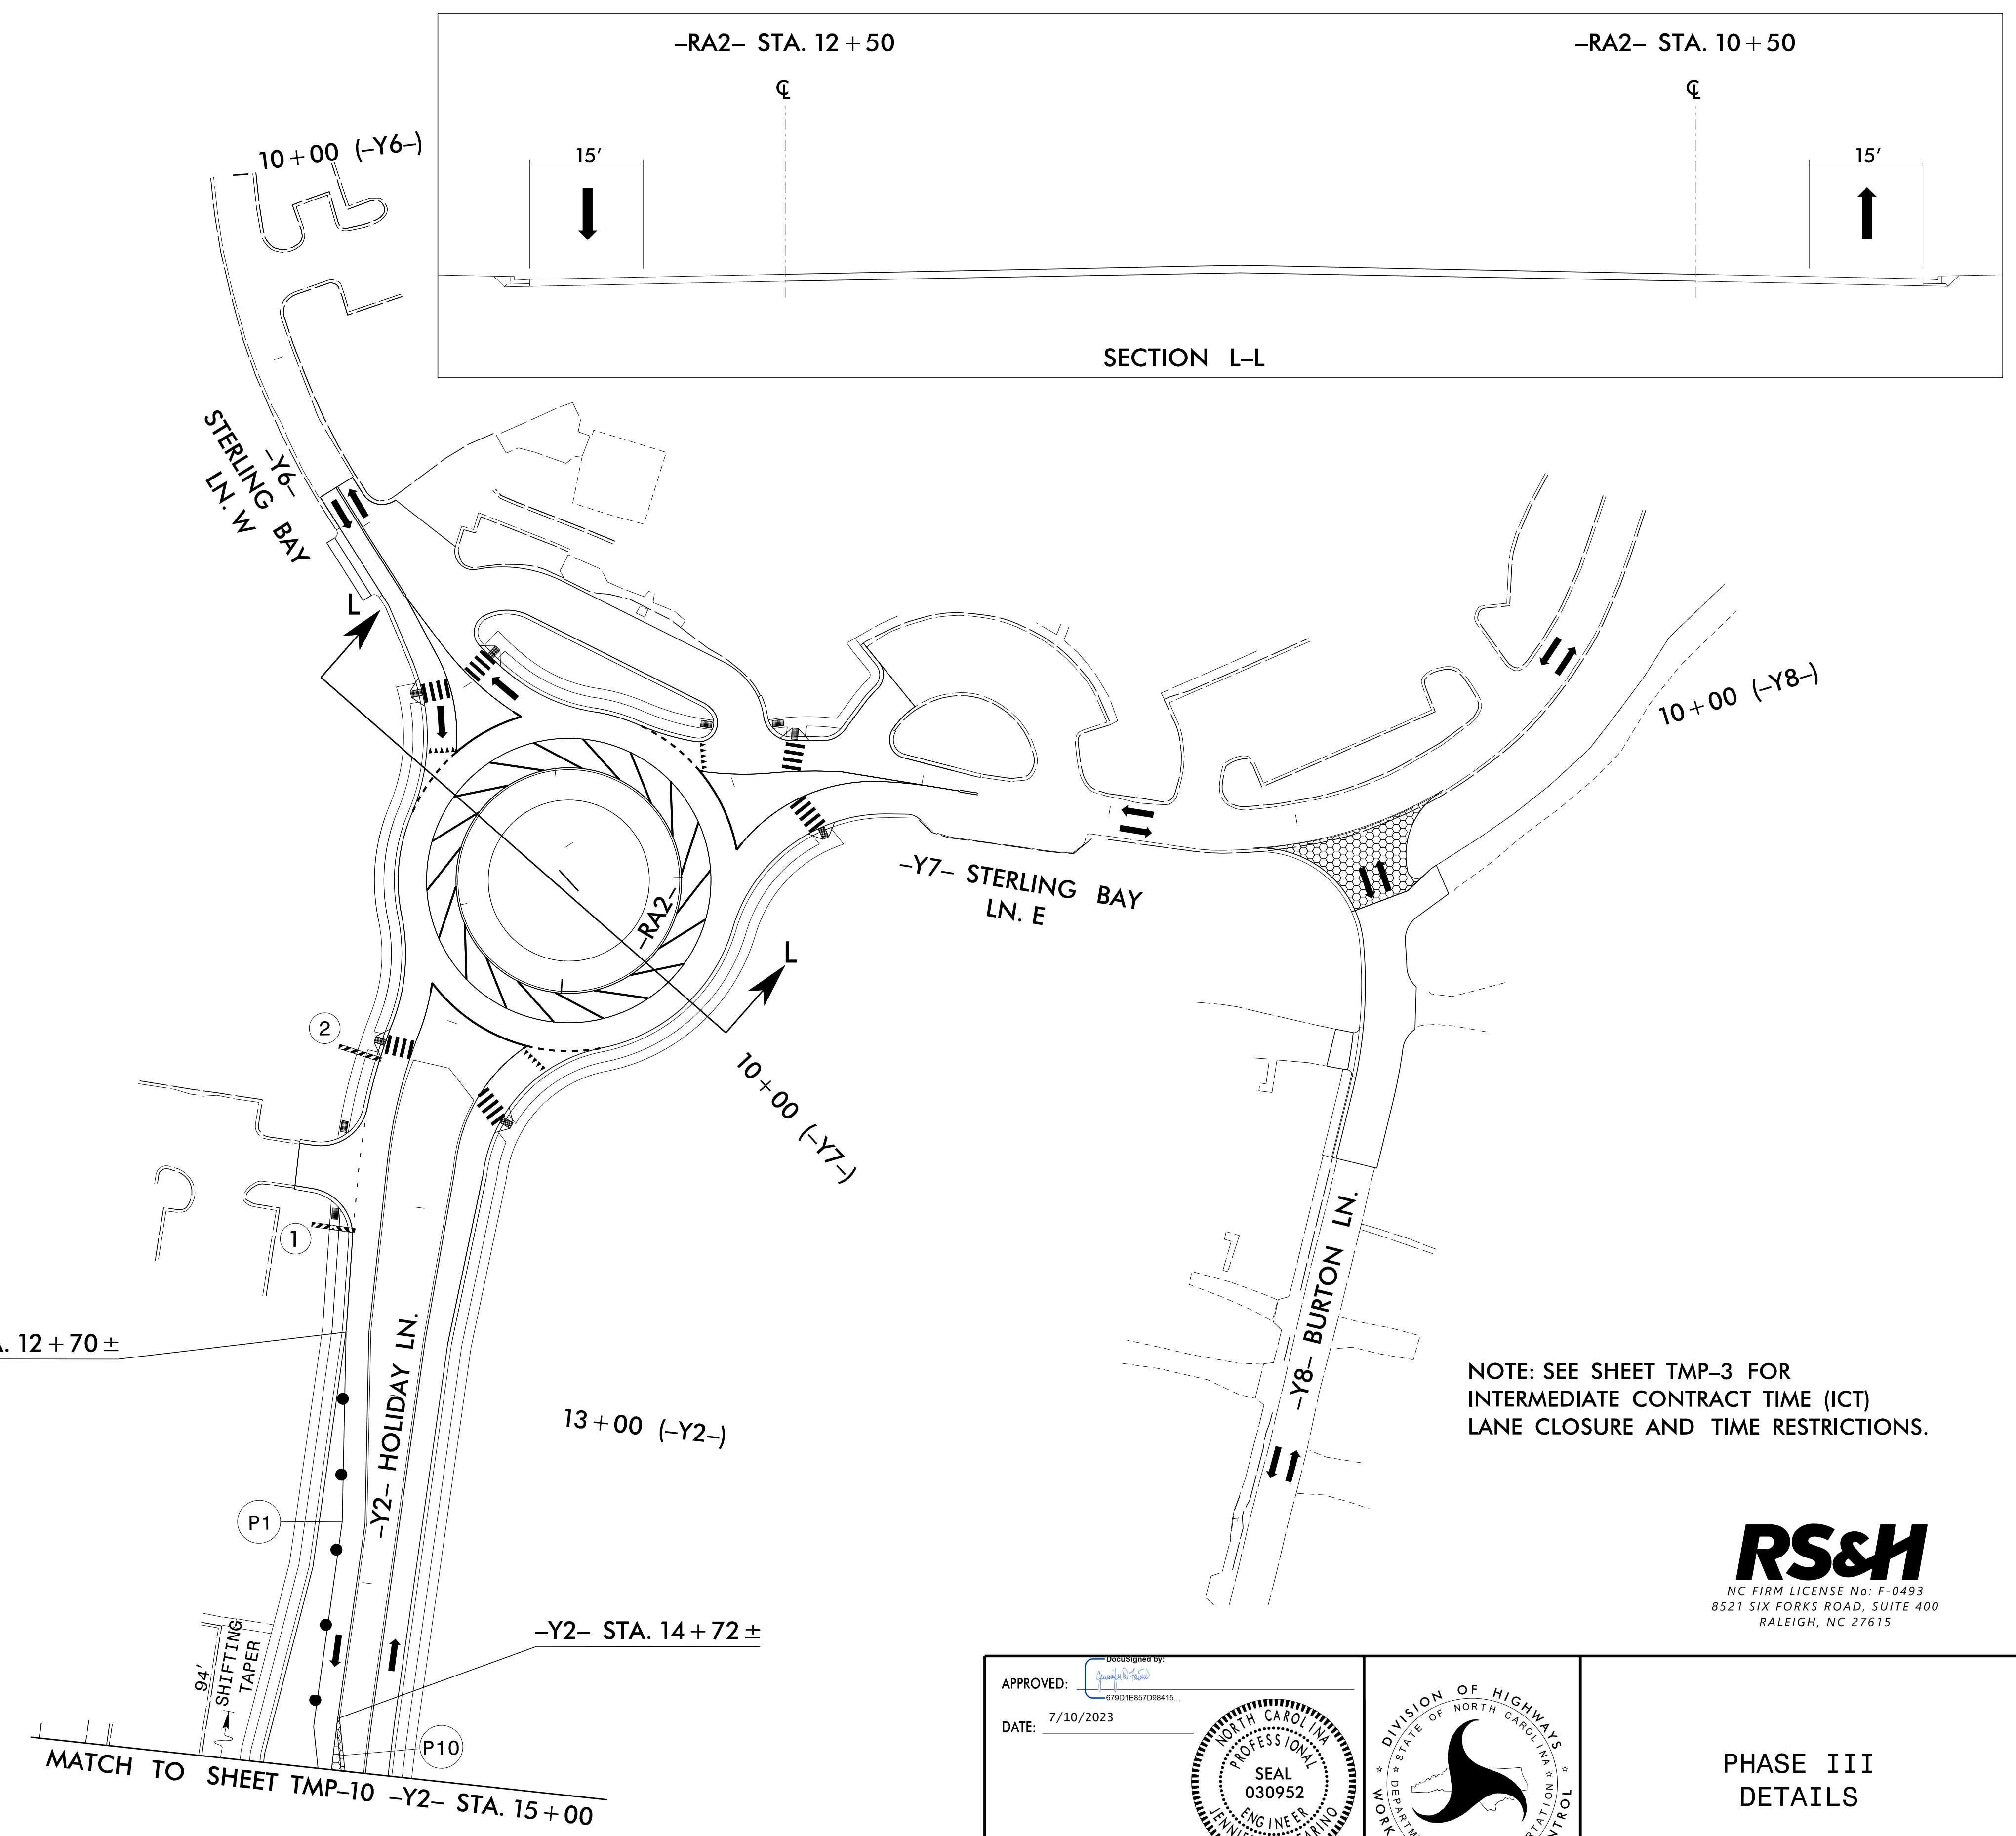 –RA2– STA. 12+50
–RA2– STA. 10+50
℄
℄
15'
15'
SECTION L–L
10+00 (–Y6–)
–Y6–
STERLING BAY
LN. W
L
–RA2–
L
10+00 (–Y8–)
–Y7– STERLING BAY
LN. E
2
10+00 (–Y7–)
1
. 12+70±
–Y2– HOLIDAY LN.
13+00 (–Y2–)
–Y8– BURTON LN.
NOTE: SEE SHEET TMP–3 FOR
INTERMEDIATE CONTRACT TIME (ICT)
LANE CLOSURE AND TIME RESTRICTIONS.
P1
–Y2– STA. 14+72±
94'
SHIFTING
TAPER
P10
MATCH TO SHEET TMP–10 –Y2– STA. 15+00
RS&H
NC FIRM LICENSE No: F-0493
8521 SIX FORKS ROAD, SUITE 400
RALEIGH, NC 27615
APPROVED:
DocuSigned by:
679D1E857D98415...
DATE: 7/10/2023
NORTH CAROLINA
PROFESSIONAL
SEAL
030952
ENGINEER
DIVISION OF HIGHWAYS
STATE OF NORTH CAROLINA
WORK
PHASE III
DETAILS